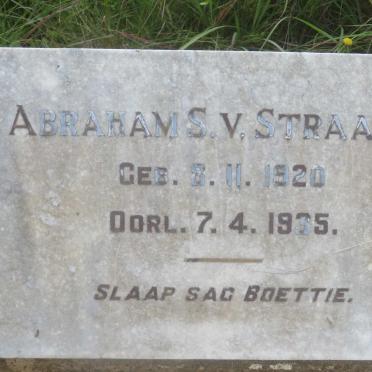 ABRAHAM S. V. STRAA
GEB. 8. 11. 1920
OORL. 7. 4. 1935.
SLAAP SAG BOETTIE.